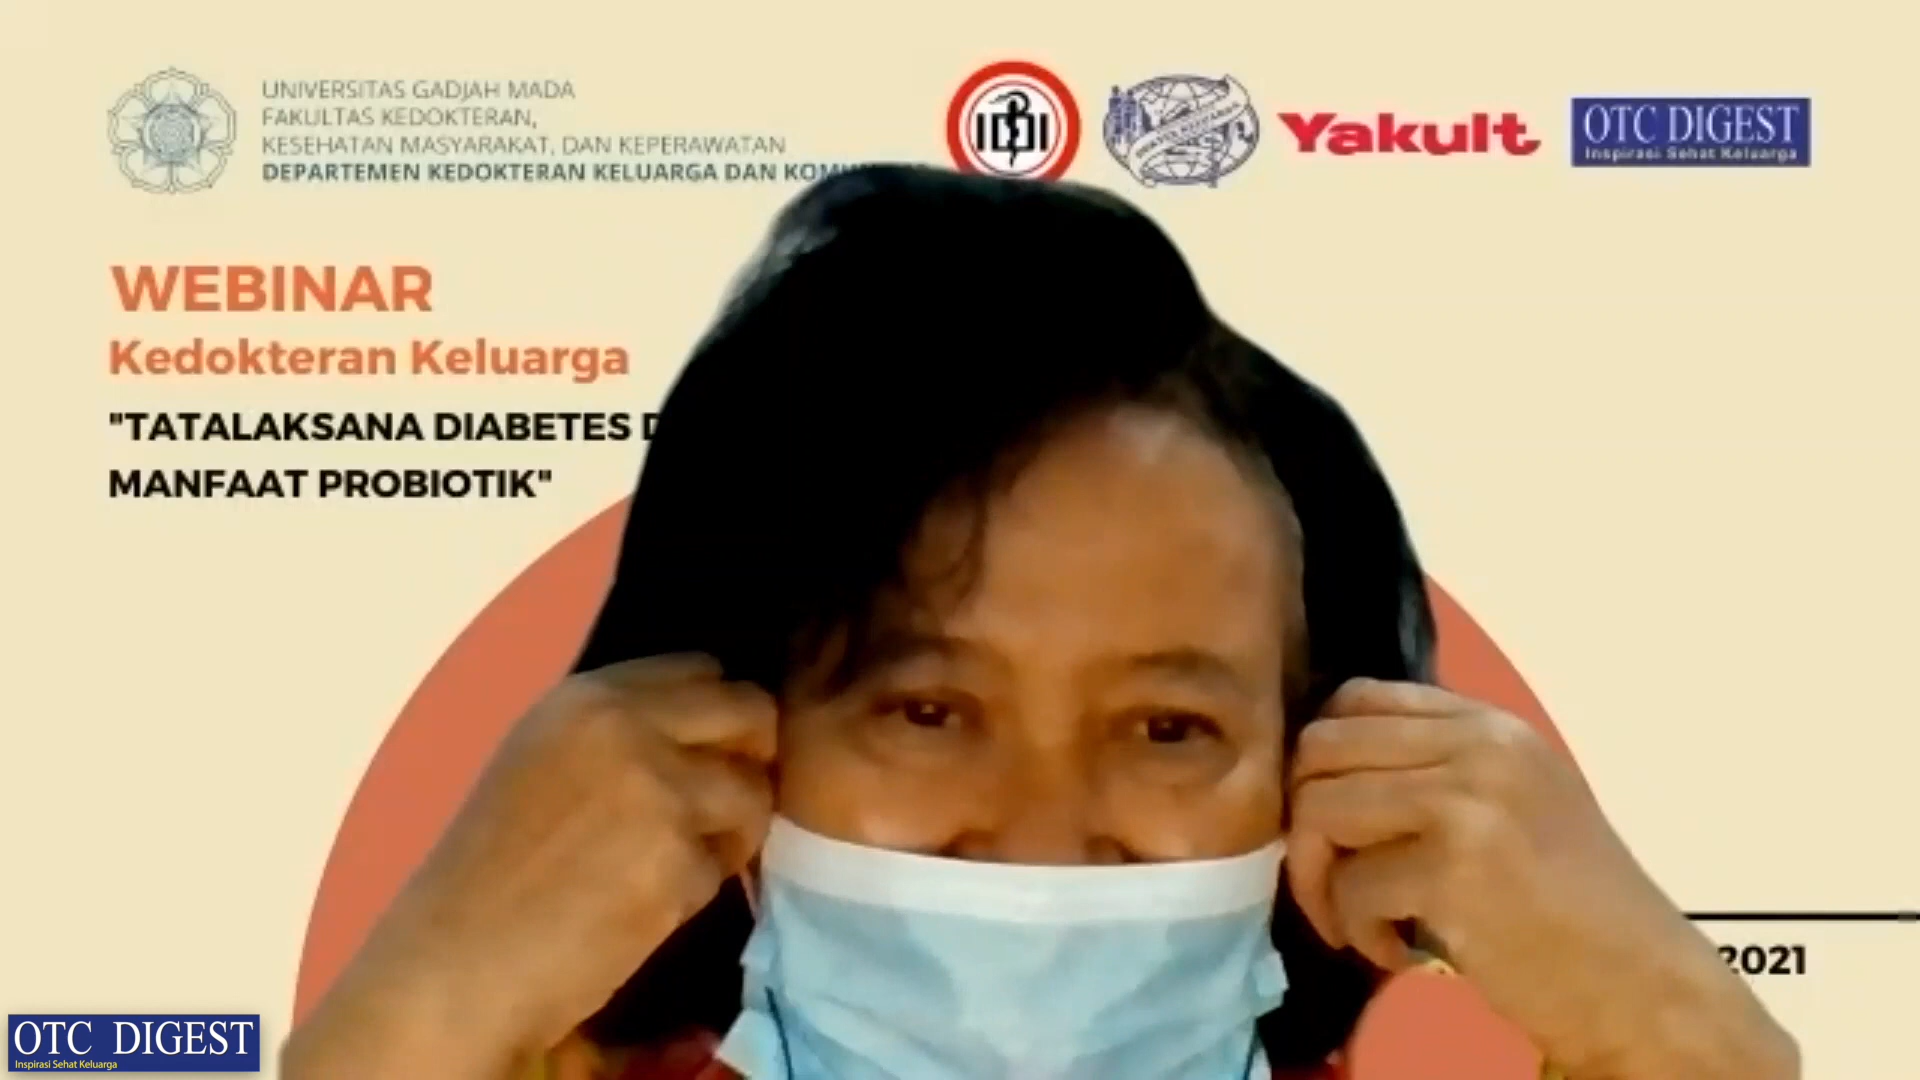 UNIVERSITAS GADJAH MADA
FAKULTAS KEDOKTERAN,
KESEHATAN MASYARAKAT, DAN KEPERAWATAN
DEPARTEMEN KEDOKTERAN KELUARGA DAN
IDI
Yakult
OTC DIGEST
Inspirasi Sehat Keluarga
WEBINAR
Kedokteran Keluarga
"TATALAKSANA DIABETES
MANFAAT PROBIOTIK"
2021
OTC DIGEST
Inspirasi Sehat Keluarga